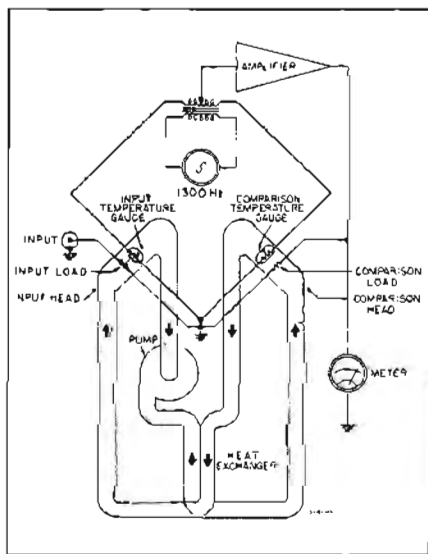 AMPLIFIER
1300 Hz
INPUT
TEMPERATURE
GAUGE
COMPARISON
TEMPERATURE
GAUGE
INPUT
INPUT LOAD
INPUT HEAD
COMPARISON
LOAD
COMPARISON
HEAD
PUMP
METER
HEAT
EXCHANGER